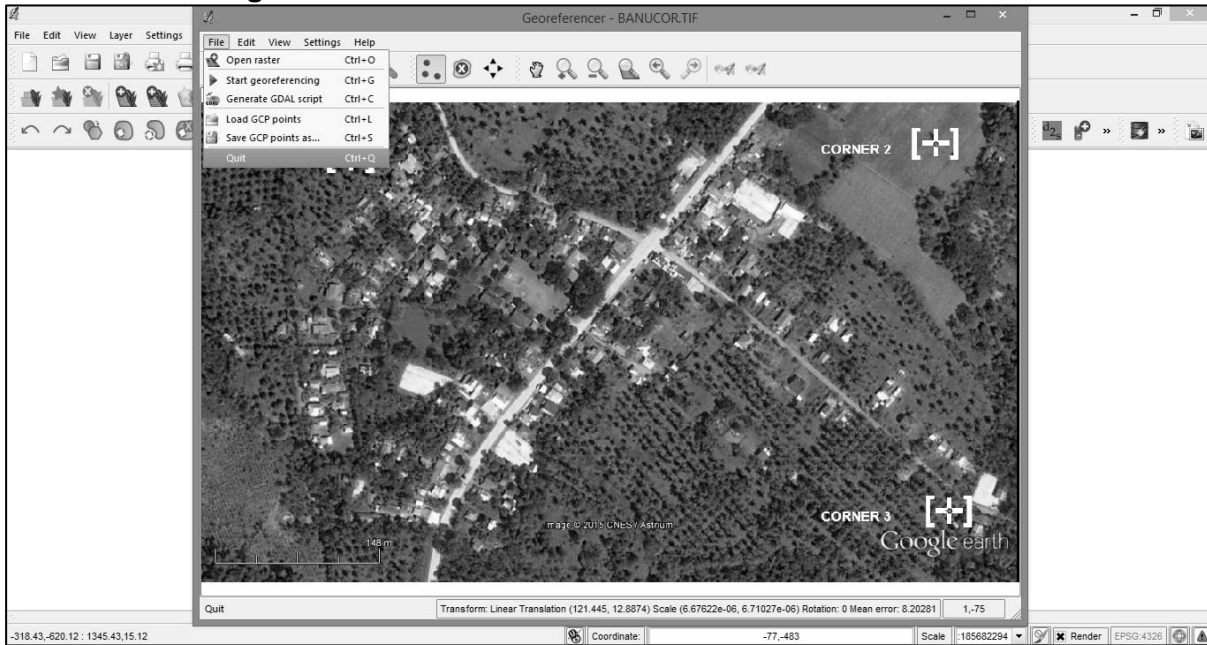 Georeferencer - BANUCOR.TIF
File Edit View Layer Settings
File Edit View Settings Help
Open raster Ctrl+O
Start georeferencing Ctrl+G
Generate GDAL script Ctrl+C
Load GCP points Ctrl+L
Save GCP points as... Ctrl+S
Quit Ctrl+Q
CORNER 2
CORNER 3
mage © 2015 CNES / Astrium
Google earth
148 m
Quit
Transform: Linear Translation (121.445, 12.8874) Scale (6.67622e-06, 6.71027e-06) Rotation: 0 Mean error: 8.20281
1,-75
-318.43,-620.12 : 1345.43,15.12
Coordinate:
-77,-483
Scale
:185682294
Render
EPSG:4326